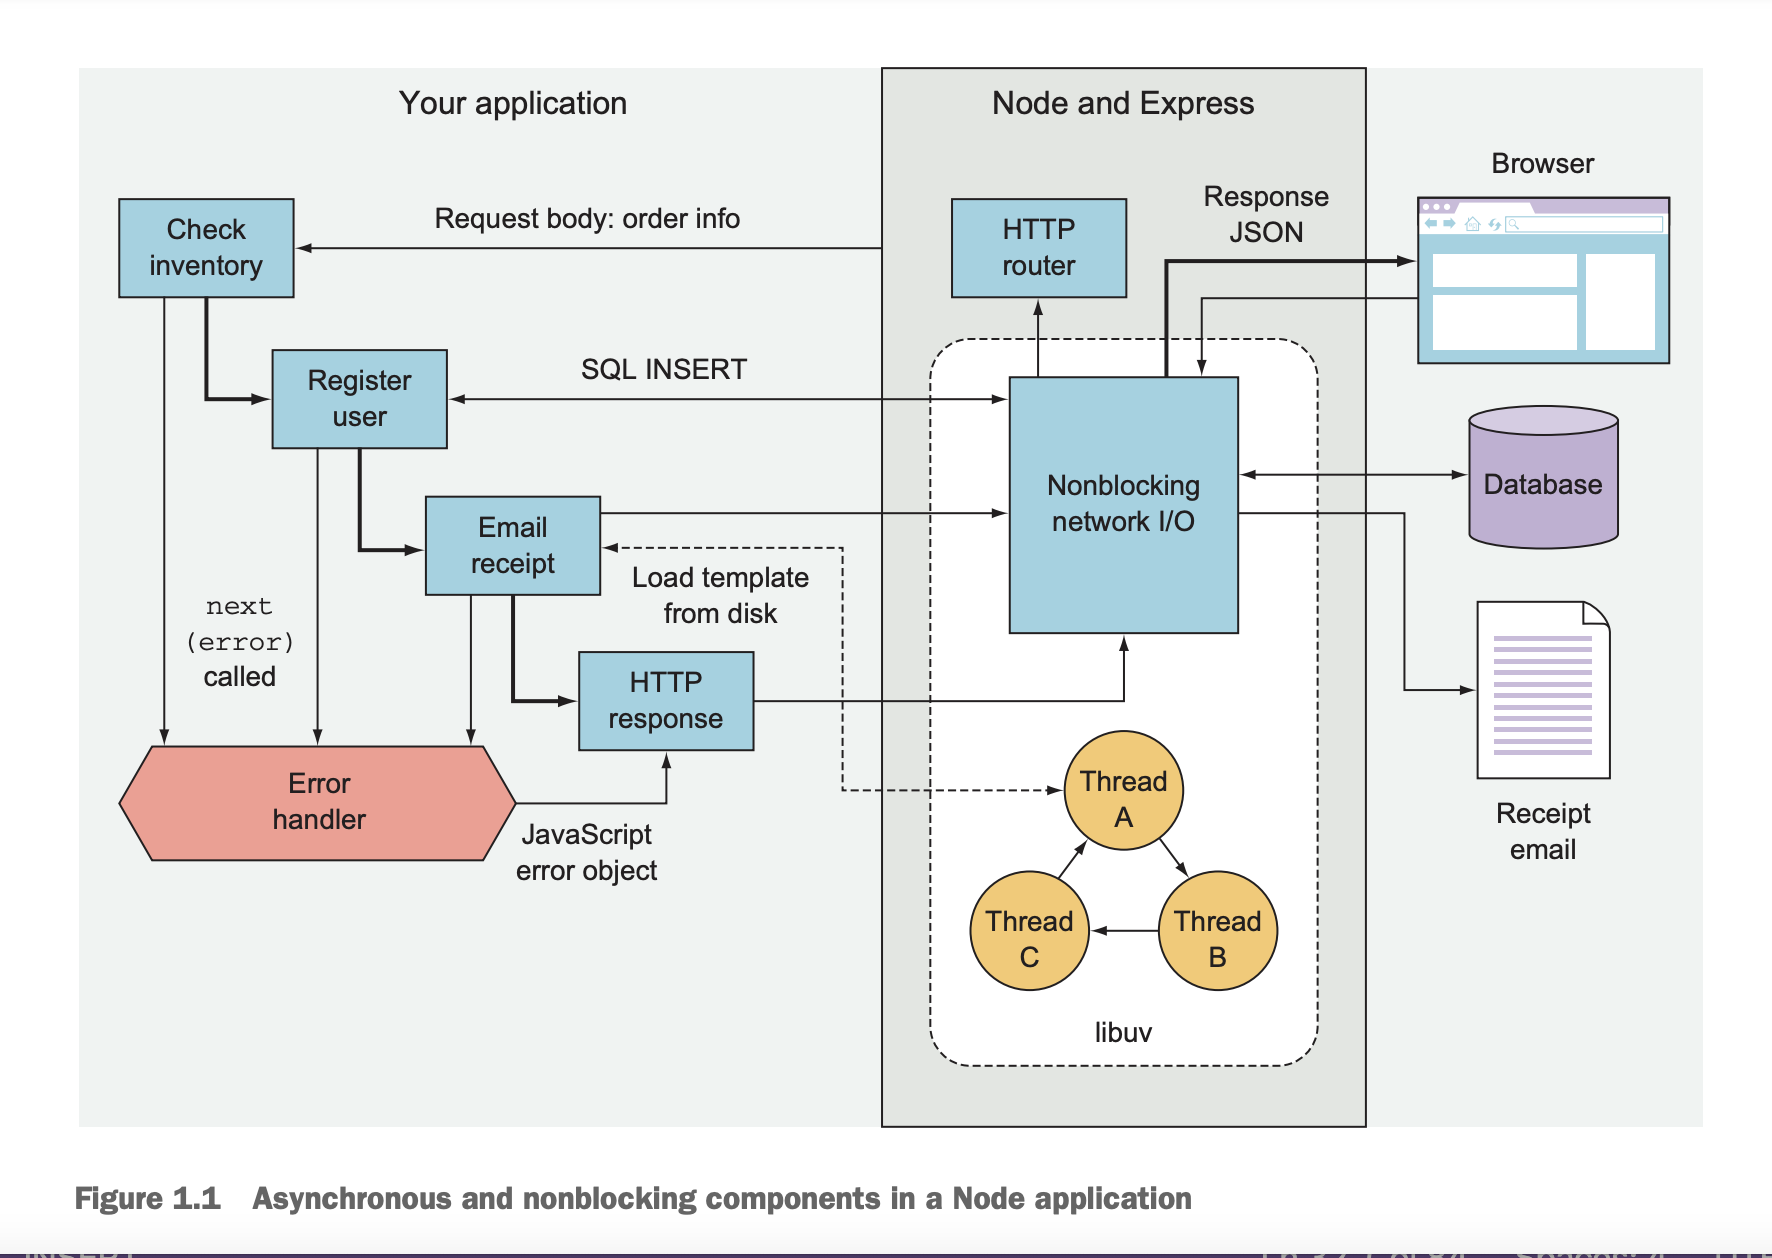 Your application
Node and Express
Browser
Response
JSON
Check
inventory
Request body: order info
HTTP
router
Register
user
SQL INSERT
Nonblocking
network I/O
Database
Email
receipt
Load template
from disk
next
(error)
called
HTTP
response
Error
handler
JavaScript
error object
Thread
A
Thread
C
Thread
B
libuv
Receipt
email
Figure 1.1 Asynchronous and nonblocking components in a Node application